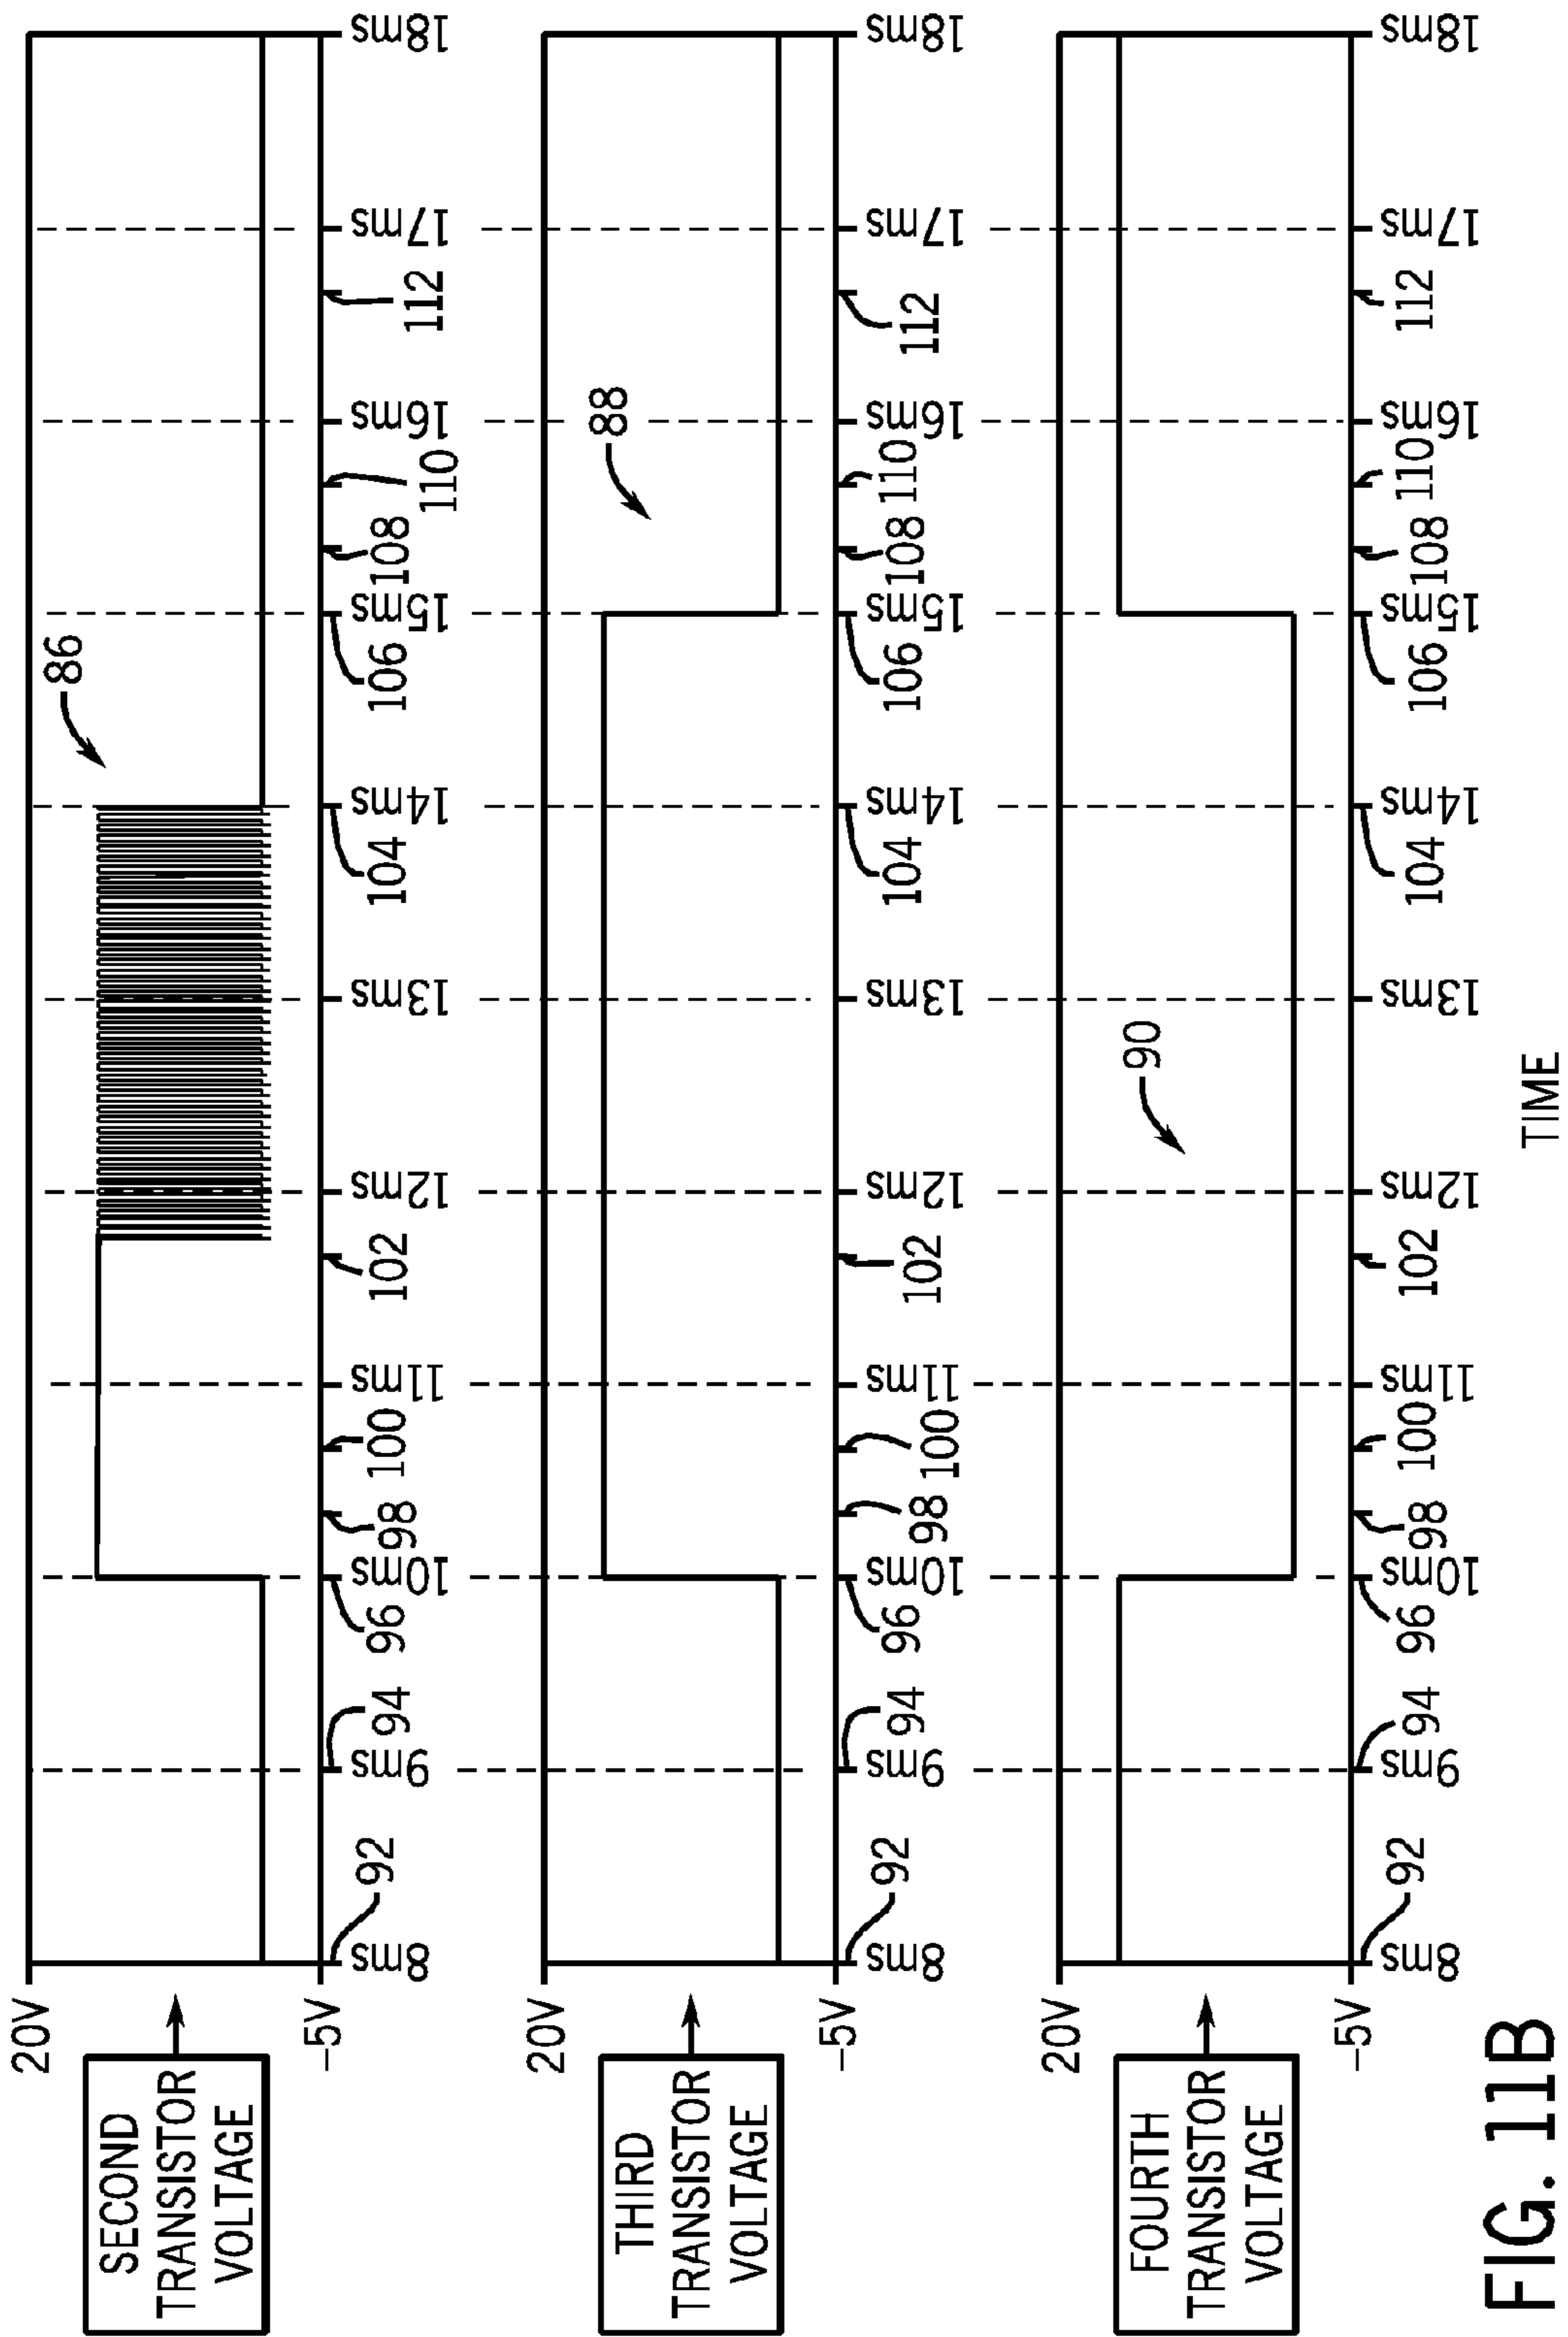 20V
SECOND
TRANSISTOR
VOLTAGE
-5V
86
8ms 9ms 10ms 11ms 12ms 13ms 14ms 15ms 16ms 17ms 18ms
92 94 96 98 100 102 104 106 108 110 112
20V
THIRD
TRANSISTOR
VOLTAGE
-5V
88
8ms 9ms 10ms 11ms 12ms 13ms 14ms 15ms 16ms 17ms 18ms
92 94 96 98 100 102 104 106 108 110 112
20V
FOURTH
TRANSISTOR
VOLTAGE
-5V
90
8ms 9ms 10ms 11ms 12ms 13ms 14ms 15ms 16ms 17ms 18ms
92 94 96 98 100 102 104 106 108 110 112
TIME
FIG. 11B